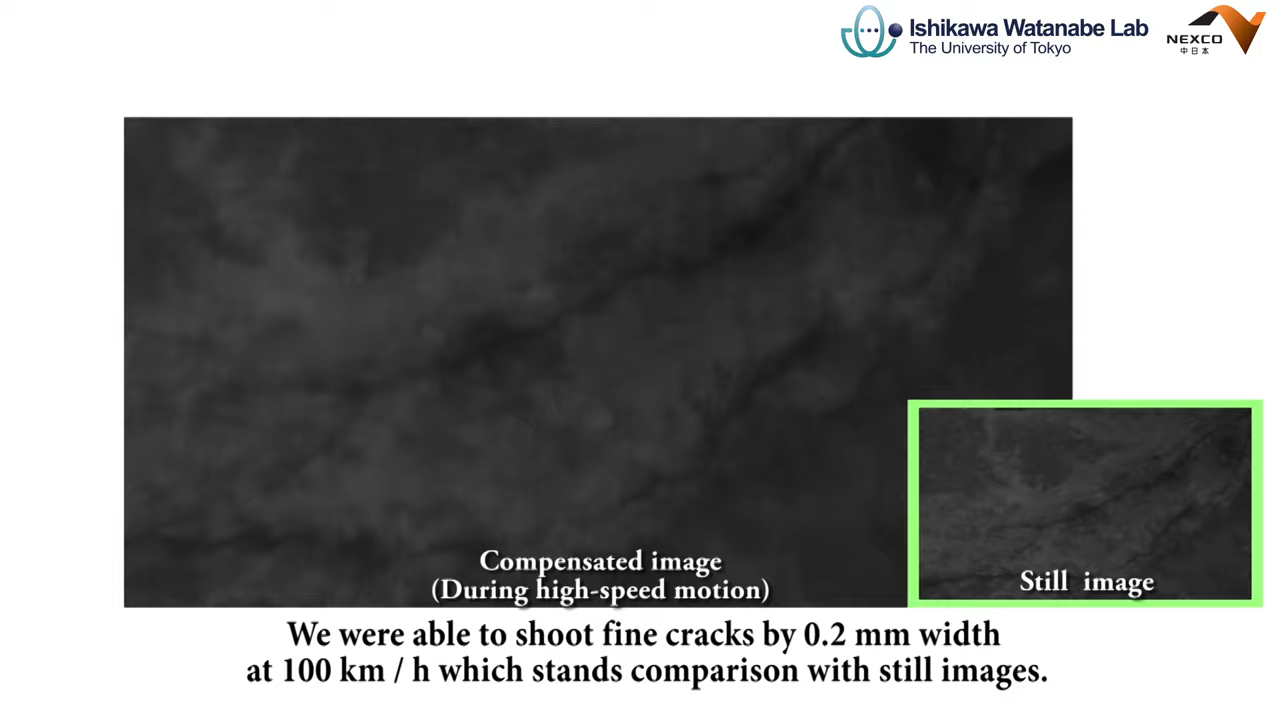 Ishikawa Watanabe Lab
The University of Tokyo
NEXCO
中日本
Compensated image
(During high-speed motion)
Still image
We were able to shoot fine cracks by 0.2 mm width
at 100 km / h which stands comparison with still images.